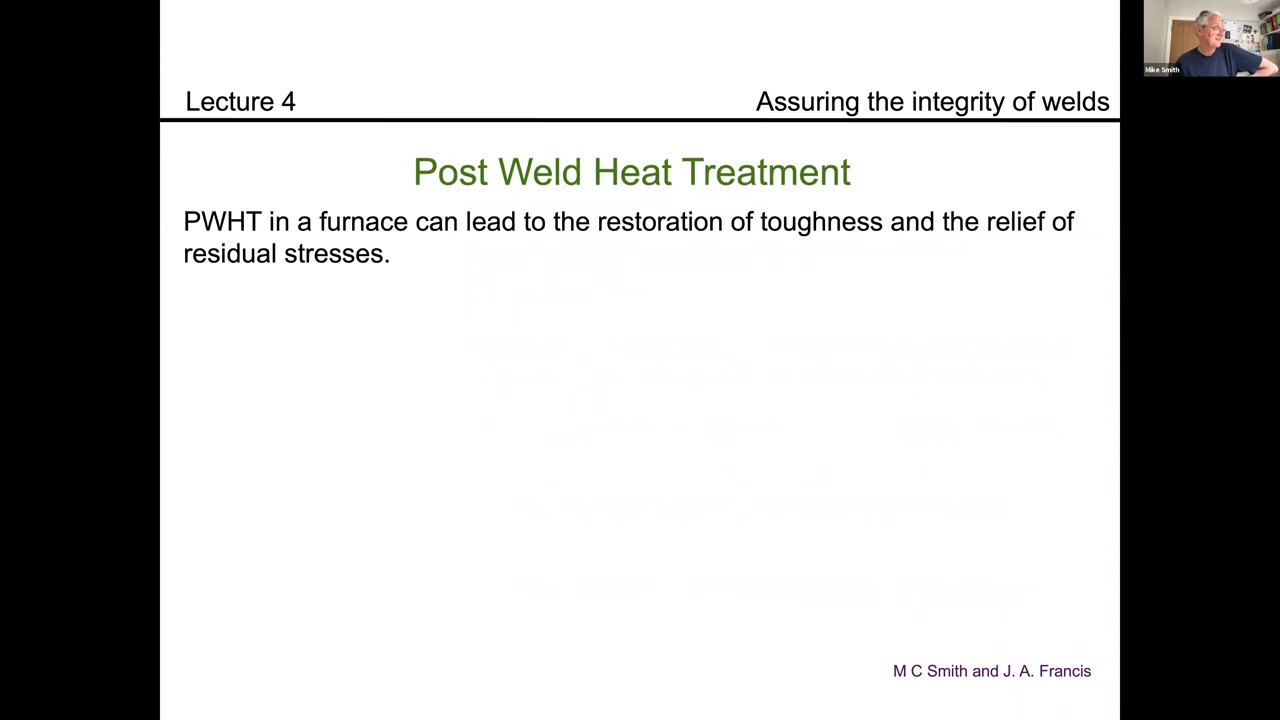 Mike Smith
Lecture 4
Assuring the integrity of welds
Post Weld Heat Treatment
PWHT in a furnace can lead to the restoration of toughness and the relief of
residual stresses.
M C Smith and J. A. Francis